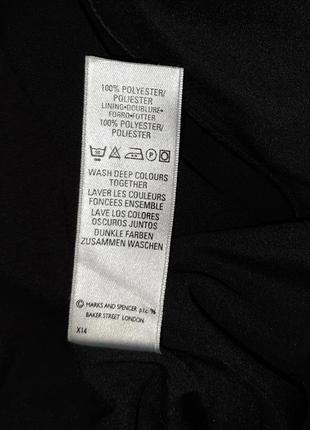 100% POLYESTER/
POLIESTER
LINING·DOUBLURE·
FORRO·FUTTER
100% POLYESTER/
POLIESTER
WASH DEEP COLOURS
TOGETHER
LAVER LES COULEURS
FONCEES ENSEMBLE
LAVE LOS COLORES
OSCUROS JUNTOS
DUNKLE FARBEN
ZUSAMMEN WASCHEN
© MARKS AND SPENCER p.l.c. 96
BAKER STREET LONDON
X14